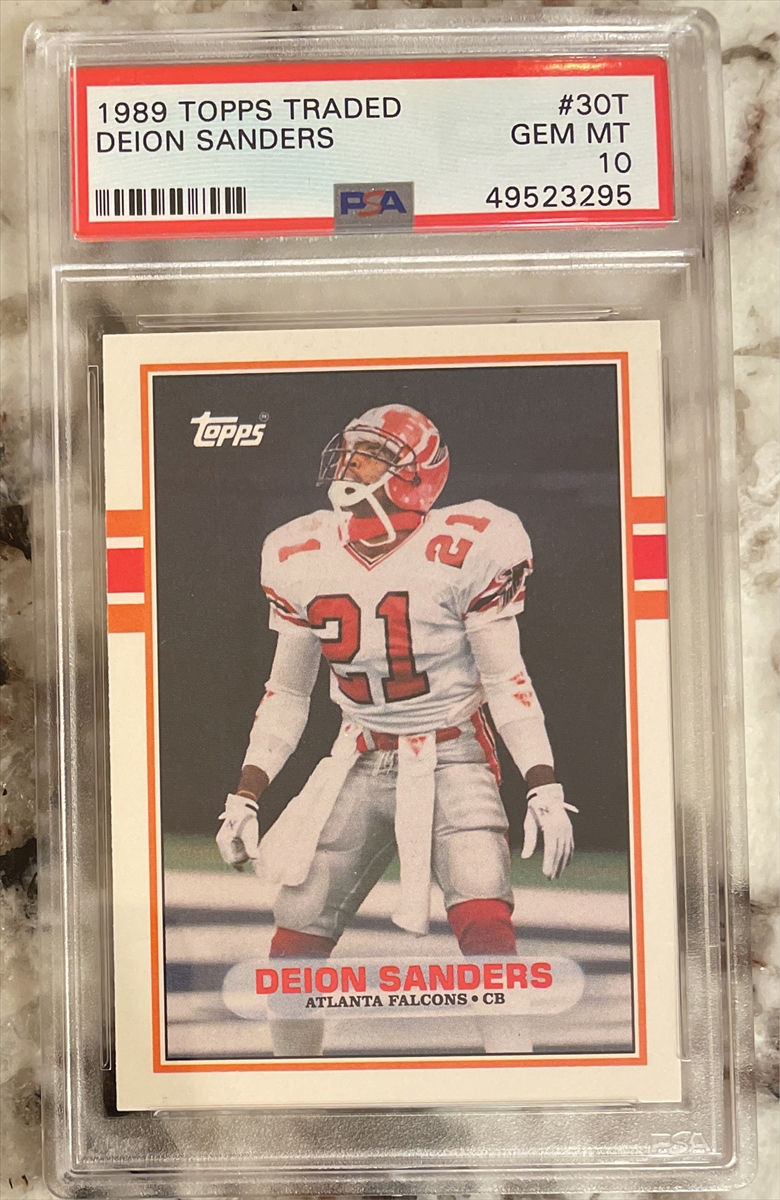 1989 TOPPS TRADED #30T
DEION SANDERS GEM MT
10
PSA 49523295
Topps
21 21
DEION SANDERS
ATLANTA FALCONS • CB
PSA